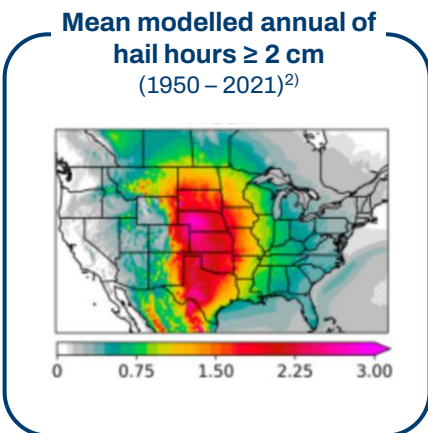 Mean modelled annual of
hail hours ≥ 2 cm
(1950 – 2021)2)
0 0.75 1.50 2.25 3.00